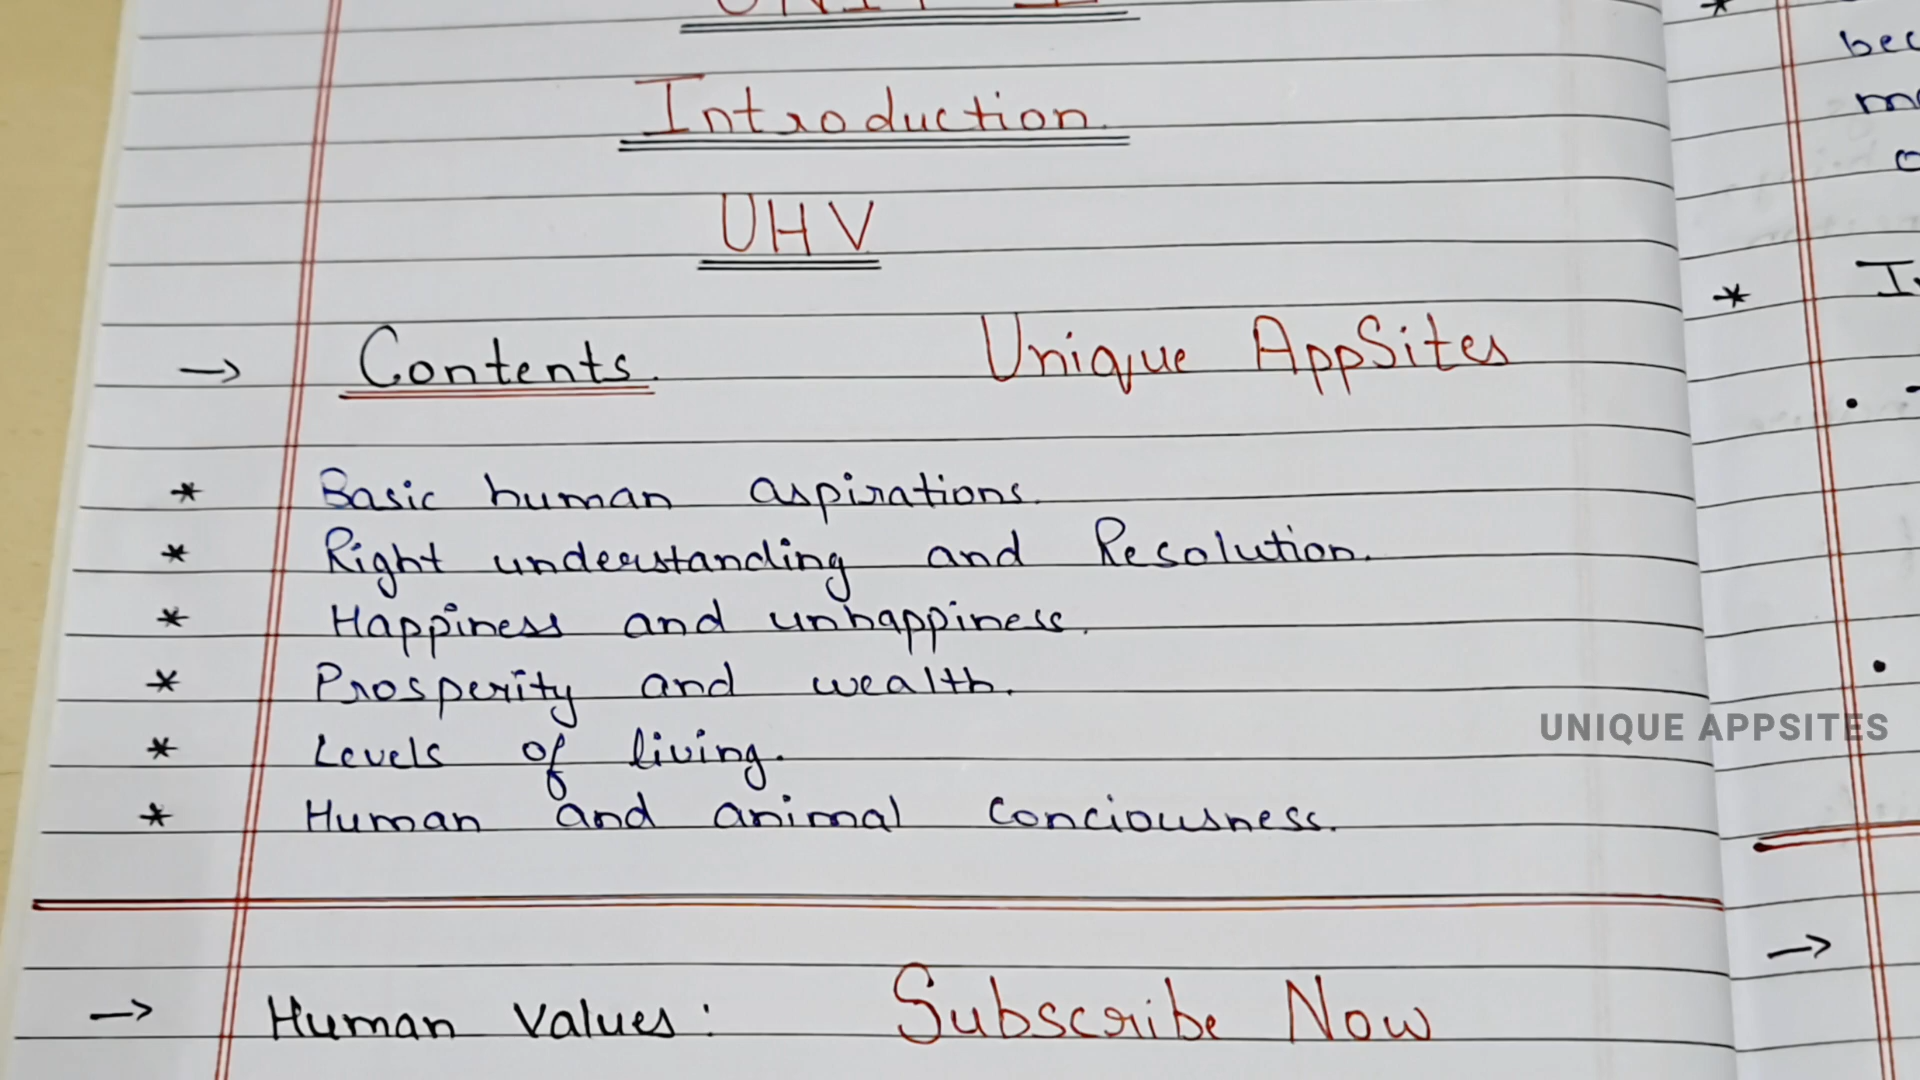 Introduction
UHV
→ Contents. Unique AppSites
* Basic human aspirations.
* Right understanding and Resolution.
* Happiness and unhappiness.
* Prosperity and wealth.
* Levels of living.
* Human and animal conciousness.
→ Human values: Subscribe Now
UNIQUE APPSITES